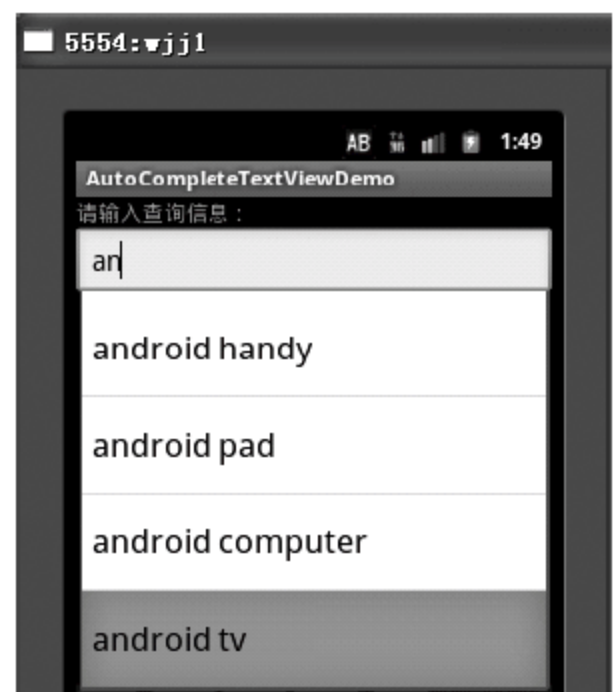 5554:wjj1
AB 1:49
AutoCompleteTextViewDemo
请输入查询信息：
an
android handy
android pad
android computer
android tv